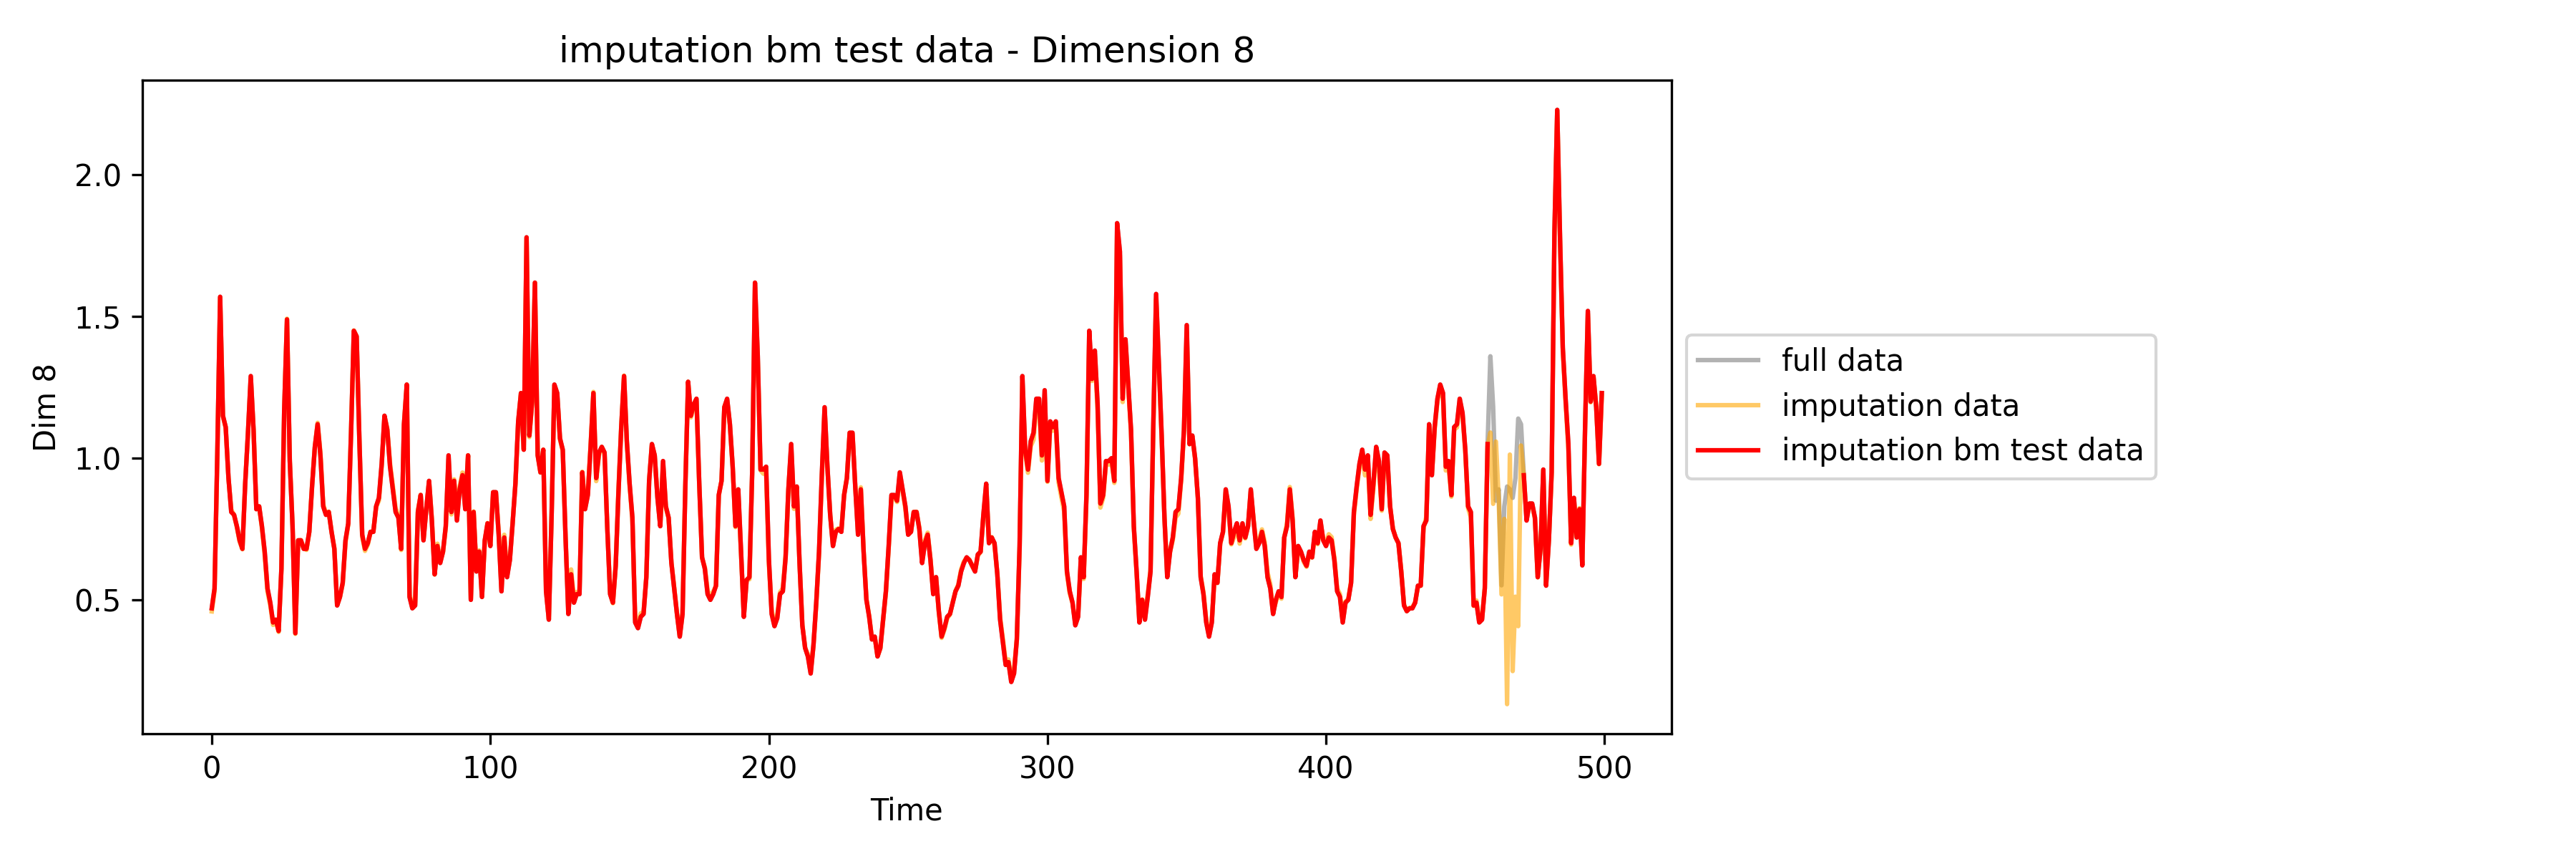 imputation bm test data - Dimension 8
Dim 8
2.0
1.5
1.0
0.5
0 100 200 300 400 500
Time
full data
imputation data
imputation bm test data